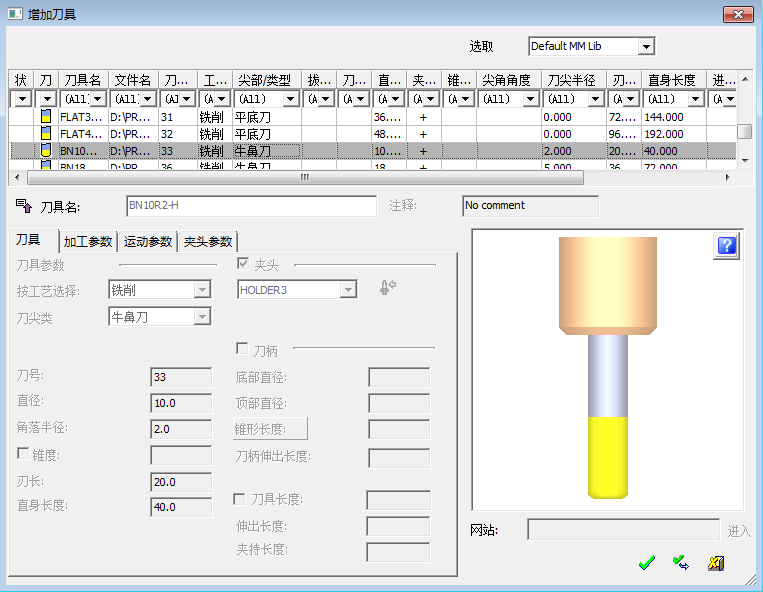 增加刀具
选取 Default MM Lib
状 刀 刀具名 文件名 刀... 工... 尖部/类型 拔... 刀... 直... 夹... 锥... 尖角角度 刀尖半径 刃... 直身长度 进...
(All) (All) (A) (A (All) (A (A (A (A (A (All) (All) (A (All) (A
FLAT3... D:\PR... 31 铣削 平底刀 36.... + 0.000 72.... 144.000
FLAT4... D:\PR... 32 铣削 平底刀 48.... + 0.000 96.... 192.000
BN10... D:\PR... 33 铣削 牛鼻刀 10.... + 2.000 20.... 40.000
BN18... D:\PR... 36 铣削 牛鼻刀 18.... + 5.000 36.... 72.000
刀具名: BN10R2-H 注释: No comment
刀具 加工参数 运动参数 夹头参数
刀具参数 夹头
按工艺选择: 铣削 HOLDER3
刀尖类 牛鼻刀
刀柄
刀号: 33 底部直径:
直径: 10.0 顶部直径:
角落半径: 2.0 锥形长度:
锥度: 刀柄伸出长度:
刃长: 20.0 刀具长度:
直身长度: 40.0 伸出长度:
夹持长度:
网站: 进入